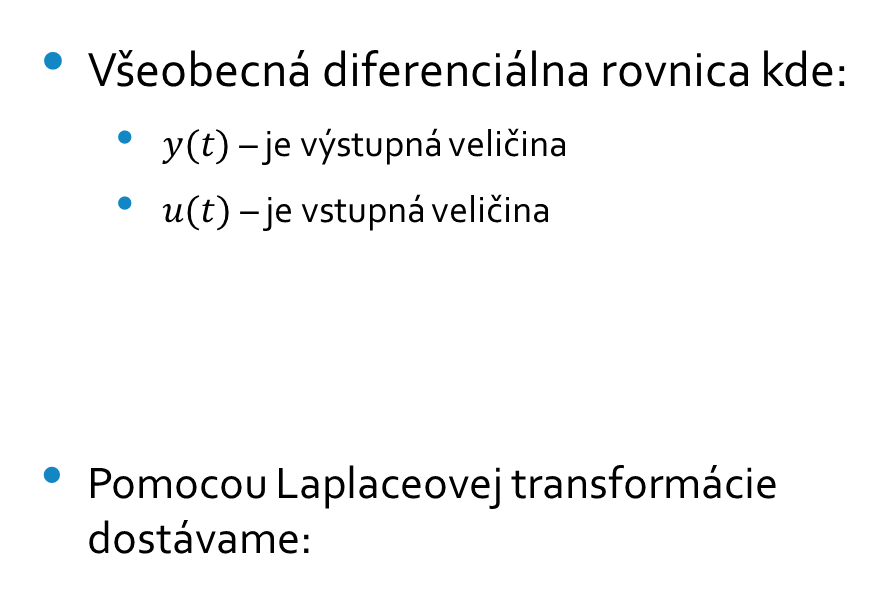 • Všeobecná diferenciálna rovnica kde:
• y(t) – je výstupná veličina
• u(t) – je vstupná veličina
• Pomocou Laplaceovej transformácie
dostávame: